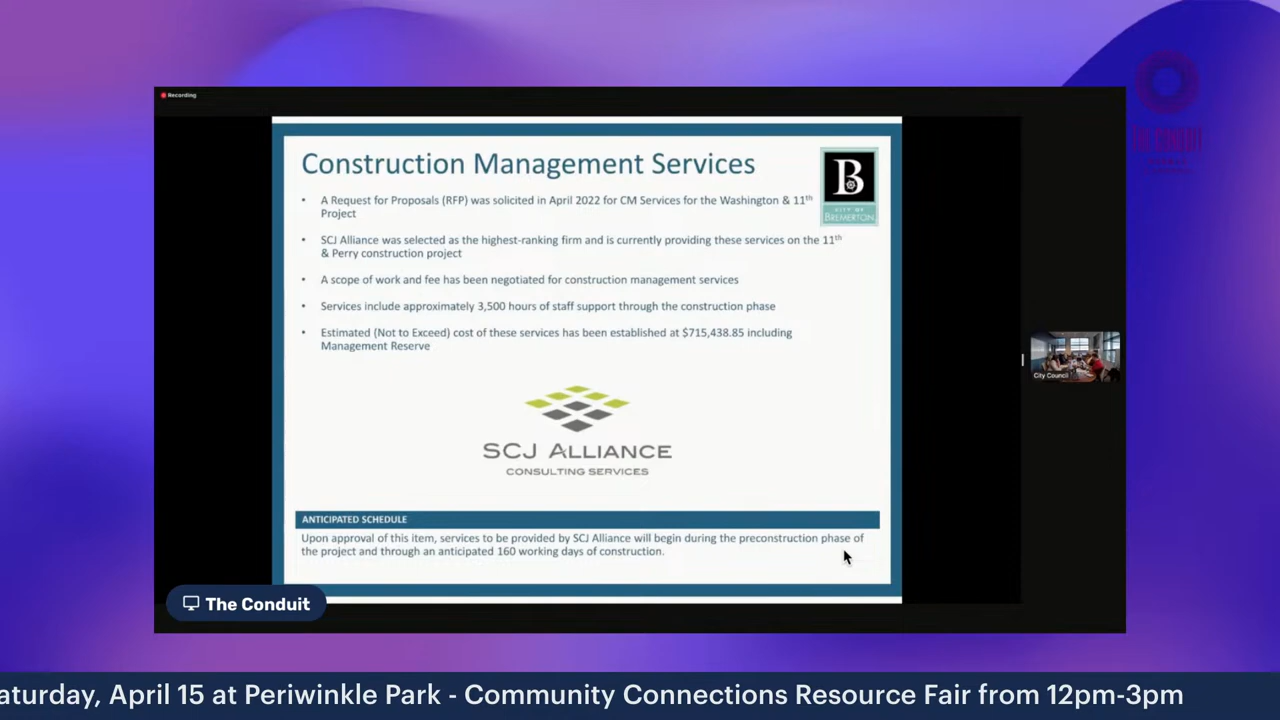 Recording
Construction Management Services
B
CITY OF
BREMERTON
• A Request for Proposals (RFP) was solicited in April 2022 for CM Services for the Washington & 11th
Project
• SCJ Alliance was selected as the highest-ranking firm and is currently providing these services on the 11th
& Perry construction project
• A scope of work and fee has been negotiated for construction management services
• Services include approximately 3,500 hours of staff support through the construction phase
• Estimated (Not to Exceed) cost of these services has been established at $715,438.85 including
Management Reserve
SCJ ALLIANCE
CONSULTING SERVICES
ANTICIPATED SCHEDULE
Upon approval of this item, services to be provided by SCJ Alliance will begin during the preconstruction phase of
the project and through an anticipated 160 working days of construction.
City Council
THE CONDUIT
The Conduit
aturday, April 15 at Periwinkle Park - Community Connections Resource Fair from 12pm-3pm